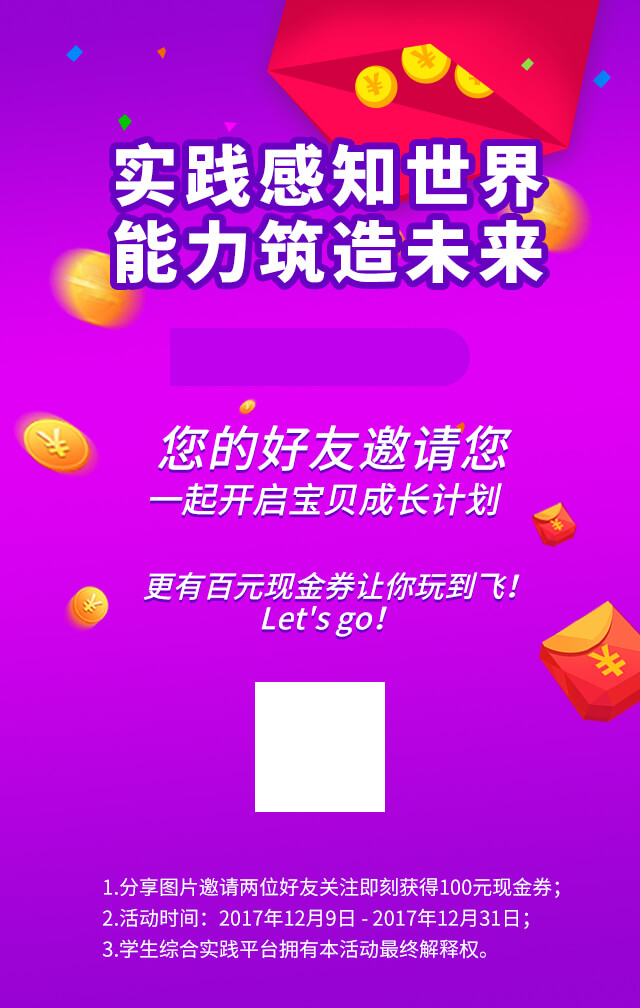 实践感知世界
能力筑造未来
您的好友邀请您
一起开启宝贝成长计划
更有百元现金券让你玩到飞！
Let's go！
1.分享图片邀请两位好友关注即刻获得100元现金券；
2.活动时间：2017年12月9日 - 2017年12月31日；
3.学生综合实践平台拥有本活动最终解释权。